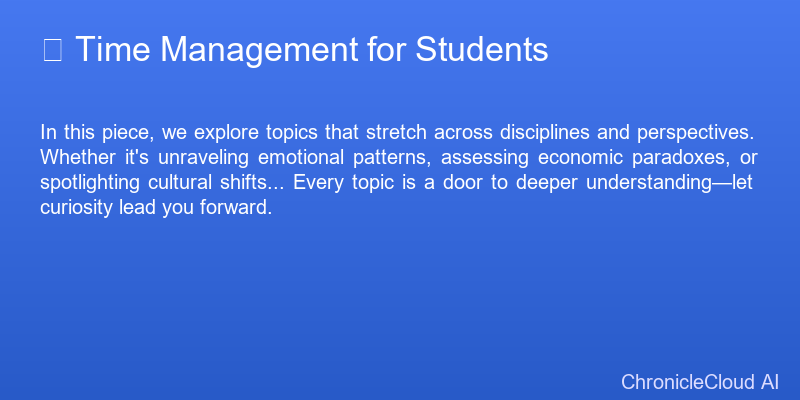 Time Management for Students
In this piece, we explore topics that stretch across disciplines and perspectives.
Whether it's unraveling emotional patterns, assessing economic paradoxes, or
spotlighting cultural shifts... Every topic is a door to deeper understanding—let
curiosity lead you forward.
ChronicleCloud AI